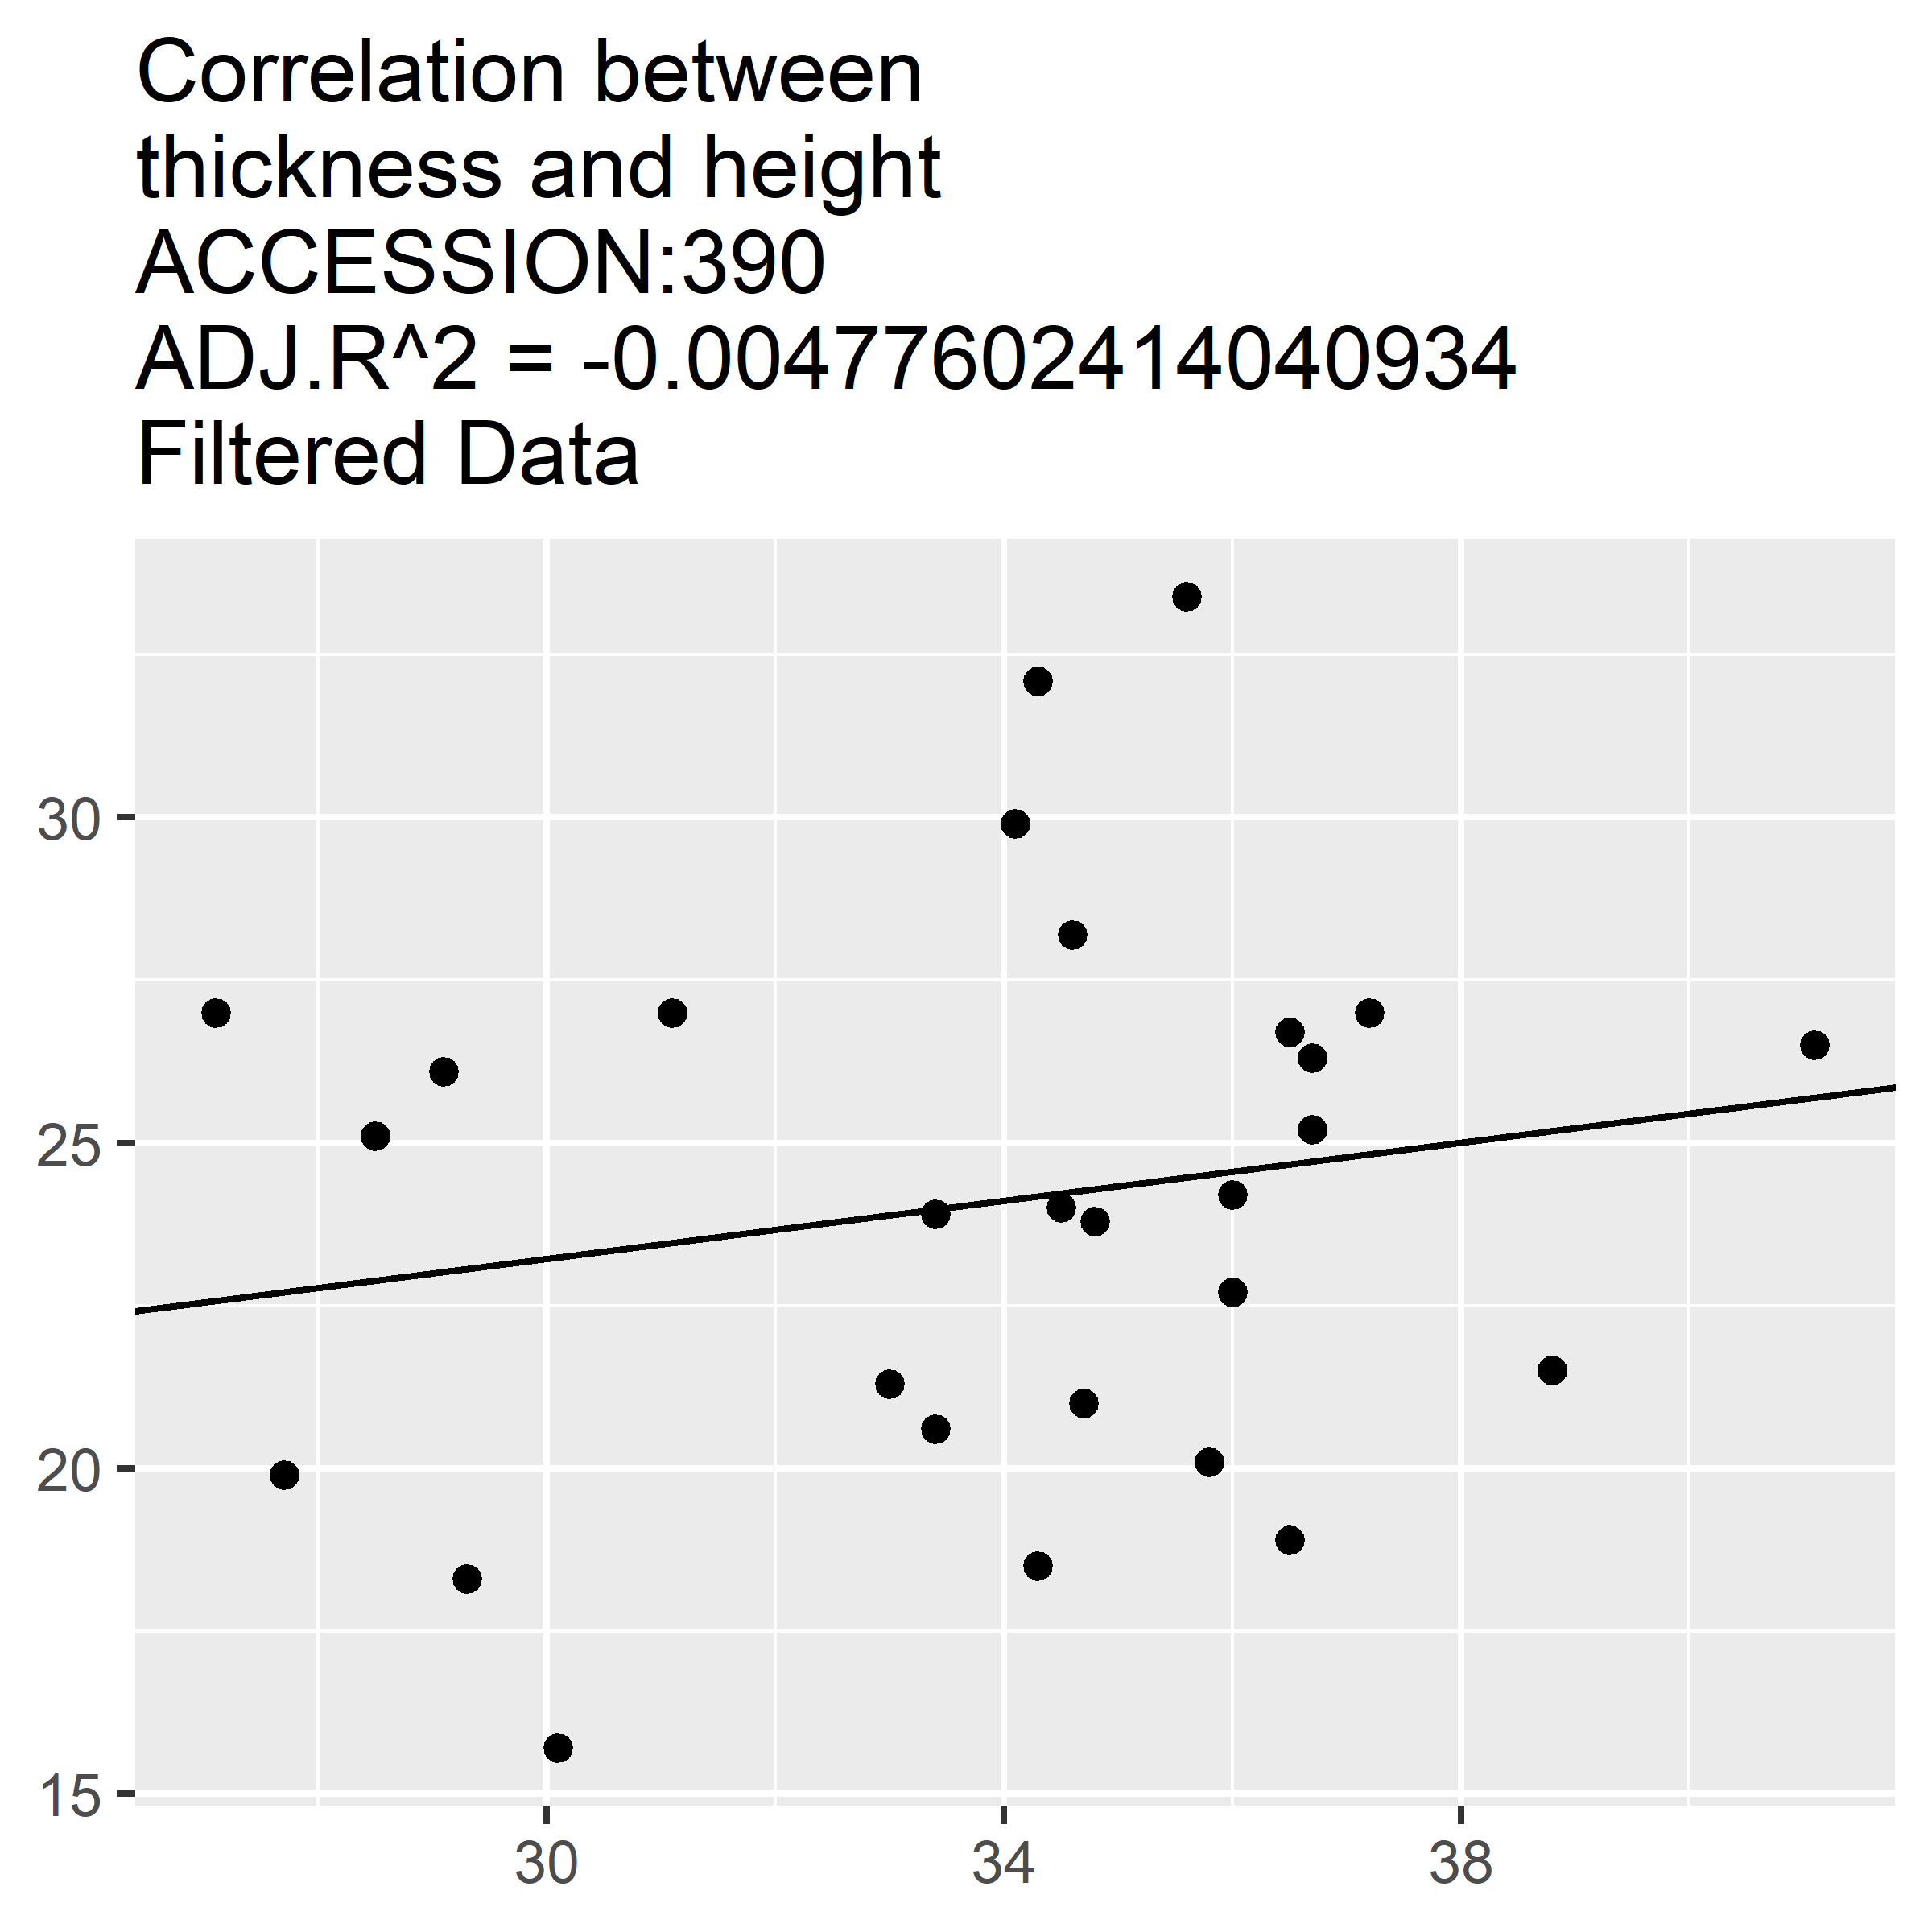 Correlation between
thickness and height
ACCESSION:390
ADJ.R^2 = -0.00477602414040934
Filtered Data
30
25
20
15
30 34 38